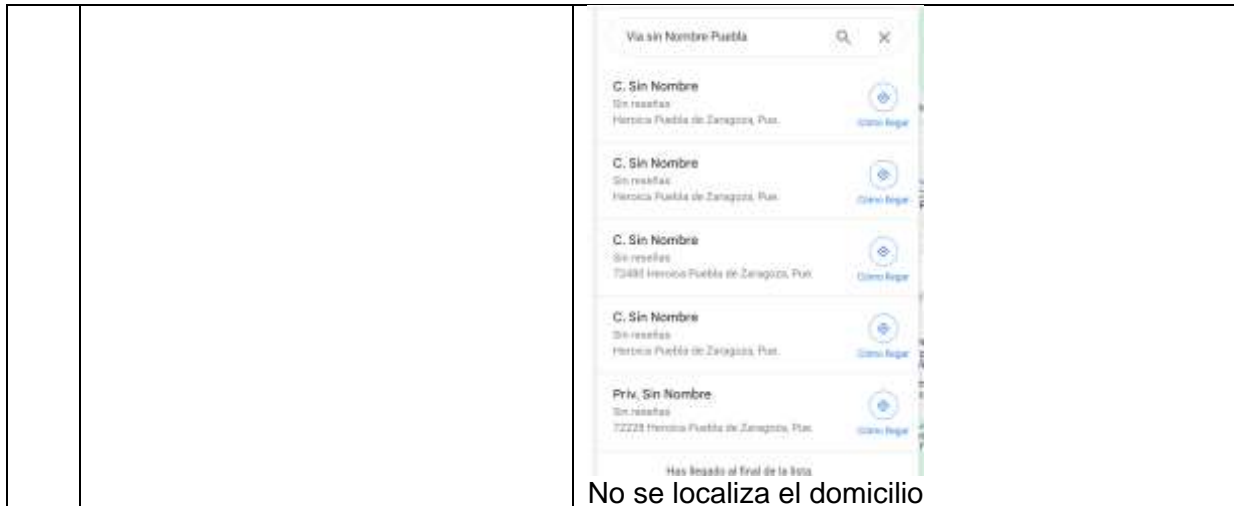 Via sin Nombre Puebla
C. Sin Nombre
Sin reseñas
Heroica Puebla de Zaragoza, Pue.
Cómo llegar
C. Sin Nombre
Sin reseñas
Heroica Puebla de Zaragoza, Pue.
Cómo llegar
C. Sin Nombre
Sin reseñas
72480 Heroica Puebla de Zaragoza, Pue.
Cómo llegar
C. Sin Nombre
Sin reseñas
Heroica Puebla de Zaragoza, Pue.
Cómo llegar
Priv. Sin Nombre
Sin reseñas
72228 Heroica Puebla de Zaragoza, Pue.
Cómo llegar
Has llegado al final de la lista.
No se localiza el domicilio